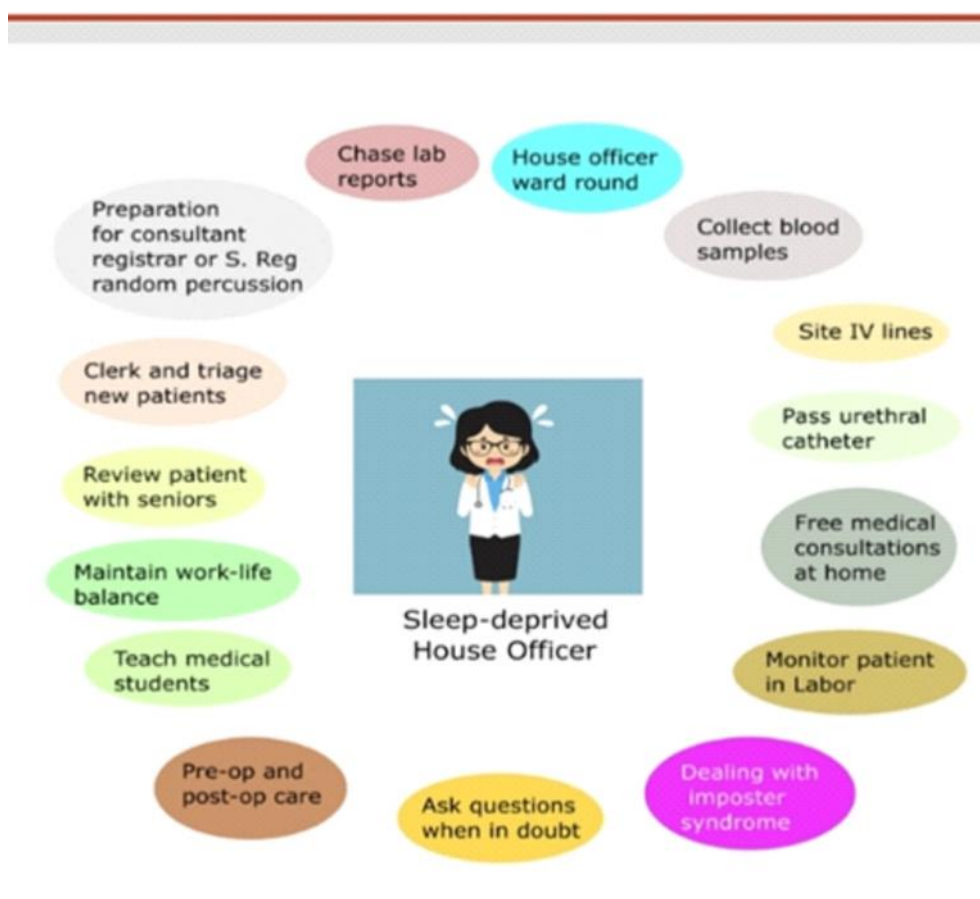 Chase lab
reports
House officer
ward round
Collect blood
samples
Site IV lines
Pass urethral
catheter
Free medical
consultations
at home
Monitor patient
in Labor
Dealing with
imposter
syndrome
Ask questions
when in doubt
Pre-op and
post-op care
Teach medical
students
Maintain work-life
balance
Review patient
with seniors
Clerk and triage
new patients
Preparation
for consultant
registrar or S. Reg
random percussion
Sleep-deprived
House Officer